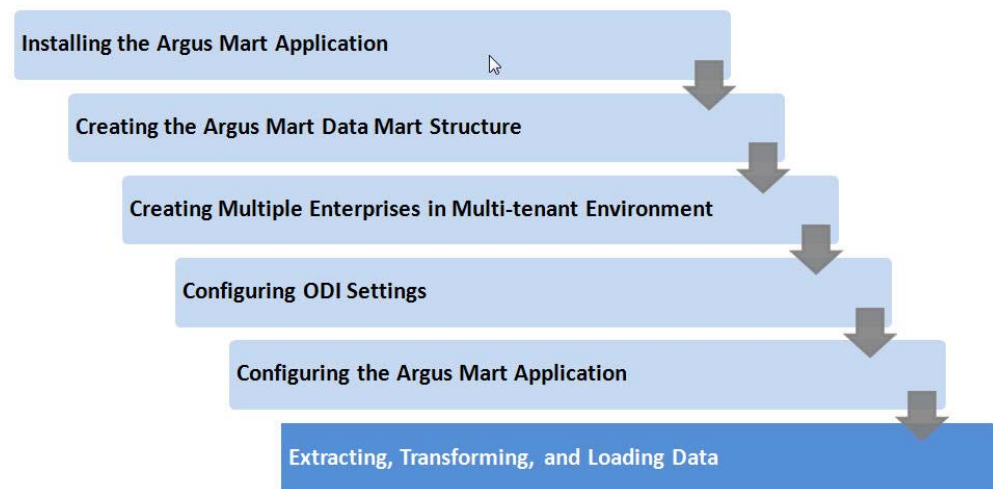 Installing the Argus Mart Application
Creating the Argus Mart Data Mart Structure
Creating Multiple Enterprises in Multi-tenant Environment
Configuring ODI Settings
Configuring the Argus Mart Application
Extracting, Transforming, and Loading Data